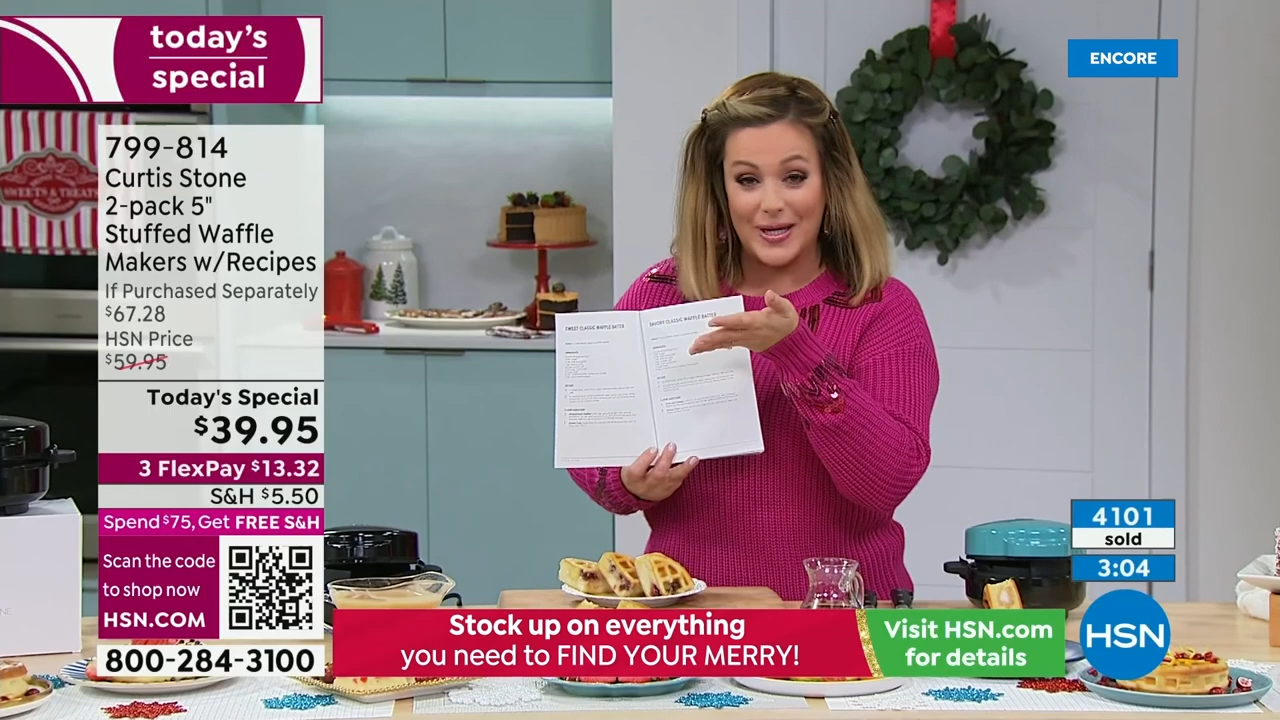 today's
special
ENCORE
SWEETS & TREATS
799-814
Curtis Stone
2-pack 5"
Stuffed Waffle
Makers w/Recipes
If Purchased Separately
$67.28
HSN Price
$59.95
Today's Special
$39.95
3 FlexPay $13.32
S&H $5.50
Spend $75, Get FREE S&H
Scan the code
to shop now
HSN.COM
800-284-3100
SWEET CLASSIC WAFFLE BATTER
SAVORY CLASSIC WAFFLE BATTER
4101
sold
3:04
HSN
Stock up on everything
you need to FIND YOUR MERRY!
Visit HSN.com
for details